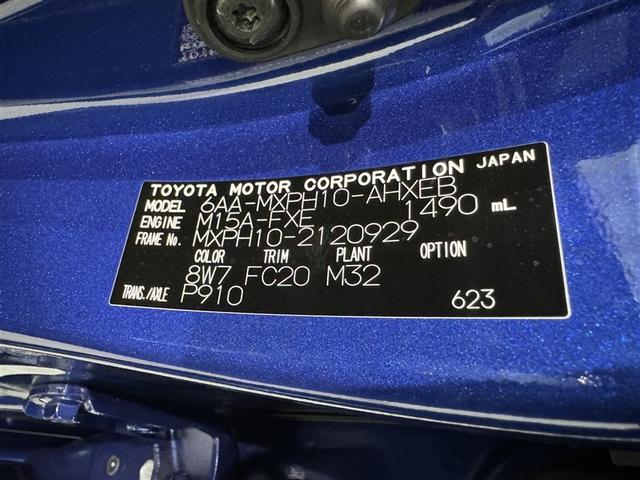 TOYOTA MOTOR CORPORATION JAPAN
MODEL 6AA-MXPH10-AHXEB
ENGINE M15A-FXE 1490 mL
FRAME No. MXPH10-2120929
COLOR TRIM PLANT OPTION
8W7 FC20 M32
TRANS./AXLE P910 623